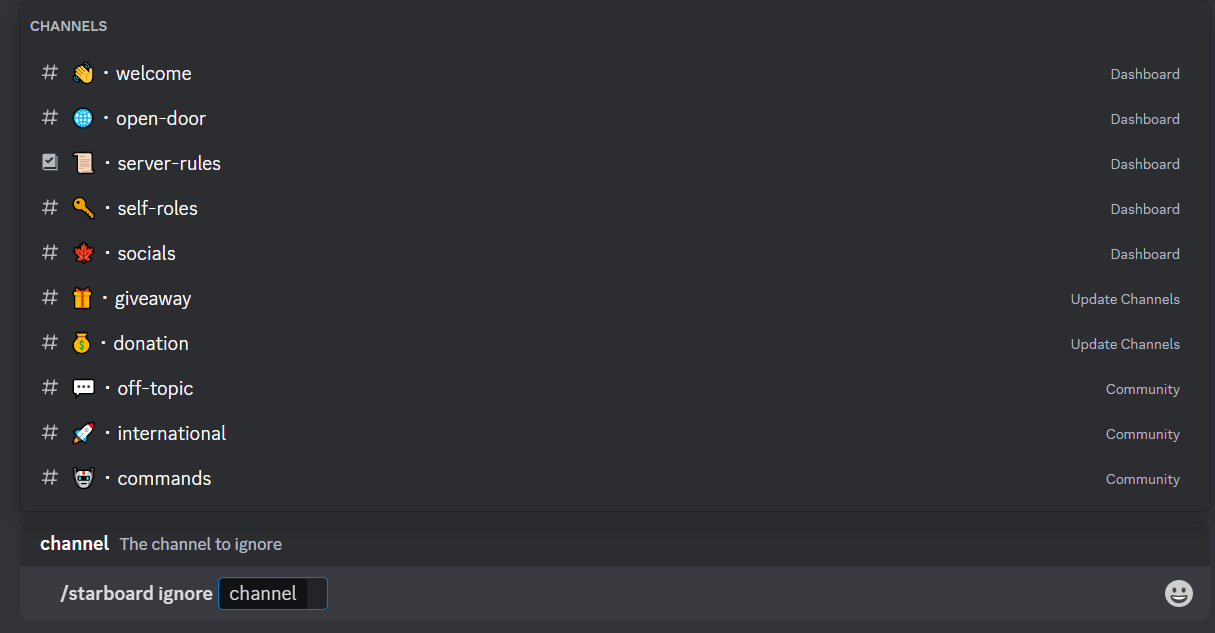 CHANNELS
# 👋・welcome Dashboard
# 🌐・open-door Dashboard
📜・server-rules Dashboard
# 🔑・self-roles Dashboard
# 🍁・socials Dashboard
# 🎁・giveaway Update Channels
# 💰・donation Update Channels
# 💬・off-topic Community
# 🚀・international Community
# 🤖・commands Community
channel The channel to ignore
/starboard ignore channel